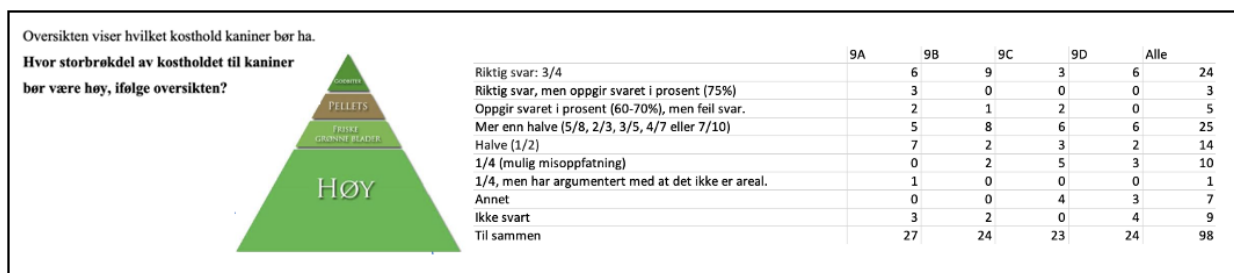 Oversikten viser hvilket kosthold kaniner bør ha.
Hvor storbrøkdel av kostholdet til kaniner
bør være høy, ifølge oversikten?
GODBITER
PELLETS
FRISKE
GRØNNE BLADER
HØY
9A 9B 9C 9D Alle
Riktig svar: 3/4 6 9 3 6 24
Riktig svar, men oppgir svaret i prosent (75%) 3 0 0 0 3
Oppgir svaret i prosent (60-70%), men feil svar. 2 1 2 0 5
Mer enn halve (5/8, 2/3, 3/5, 4/7 eller 7/10) 5 8 6 6 25
Halve (1/2) 7 2 3 2 14
1/4 (mulig misoppfatning) 0 2 5 3 10
1/4, men har argumentert med at det ikke er areal. 1 0 0 0 1
Annet 0 0 4 3 7
Ikke svart 3 2 0 4 9
Til sammen 27 24 23 24 98